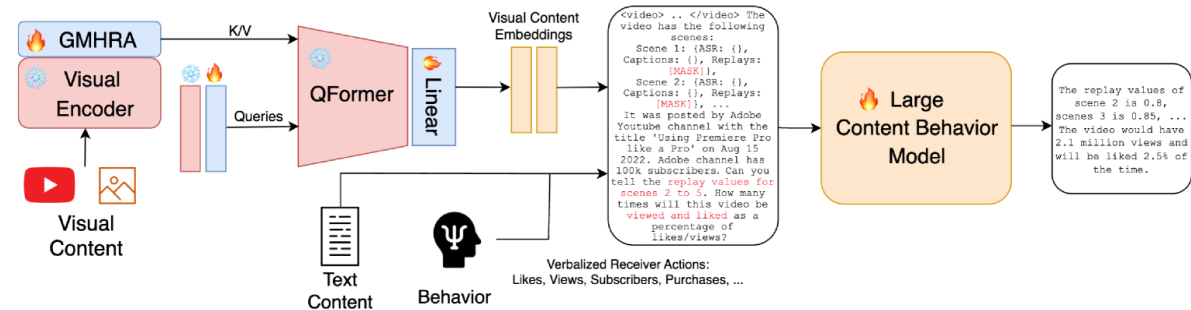 GMHRA
Visual
Encoder
Visual
Content
K/V
Queries
QFormer
Linear
Visual Content
Embeddings
Text
Content
Behavior
Verbalized Receiver Actions:
Likes, Views, Subscribers, Purchases, ...
<video> .. </video> The
video has the following
scenes:
Scene 1: {ASR: {},
Captions: {}, Replays:
[MASK]},
Scene 2: {ASR: {},
Captions: {}, Replays:
[MASK]}, ...
It was posted by Adobe
Youtube channel with the
title 'Using Premiere Pro
like a Pro' on Aug 15
2022. Adobe channel has
100k subscribers. Can you
tell the replay values for
scenes 2 to 5. How many
times will this video be
viewed and liked as a
percentage of
likes/views?
Large
Content Behavior
Model
The replay values of
scene 2 is 0.8,
scenes 3 is 0.85, ...
The video would have
2.1 million views and
will be liked 2.5% of
the time.